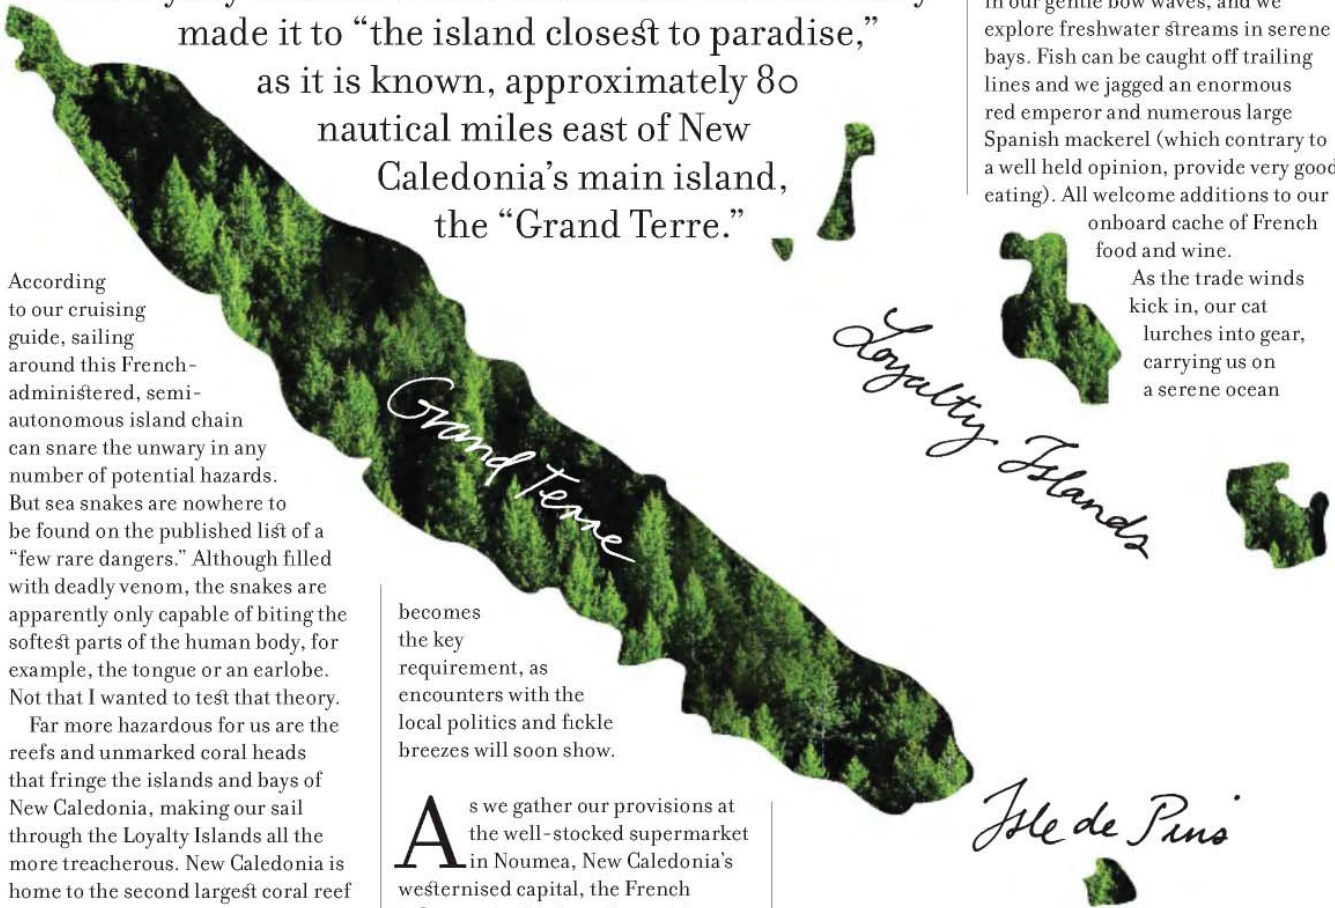 made it to “the island closest to paradise,”
as it is known, approximately 80
nautical miles east of New
Caledonia’s main island,
the “Grand Terre.”
According
to our cruising
guide, sailing
around this French-
administered, semi-
autonomous island chain
can snare the unwary in any
number of potential hazards.
But sea snakes are nowhere to
be found on the published list of a
“few rare dangers.” Although filled
with deadly venom, the snakes are
apparently only capable of biting the
softest parts of the human body, for
example, the tongue or an earlobe.
Not that I wanted to test that theory.
Far more hazardous for us are the
reefs and unmarked coral heads
that fringe the islands and bays of
New Caledonia, making our sail
through the Loyalty Islands all the
more treacherous. New Caledonia is
home to the second largest coral reef
Grand Terre
becomes
the key
requirement, as
encounters with the
local politics and fickle
breezes will soon show.
As we gather our provisions at
the well-stocked supermarket
in Noumea, New Caledonia’s
westernised capital, the French
in our gentle bow waves, and we
explore freshwater streams in serene
bays. Fish can be caught off trailing
lines and we jagged an enormous
red emperor and numerous large
Spanish mackerel (which contrary to
a well held opinion, provide very good
eating). All welcome additions to our
onboard cache of French
food and wine.
As the trade winds
kick in, our cat
lurches into gear,
carrying us on
a serene ocean
Loyalty Islands
Isle de Pins